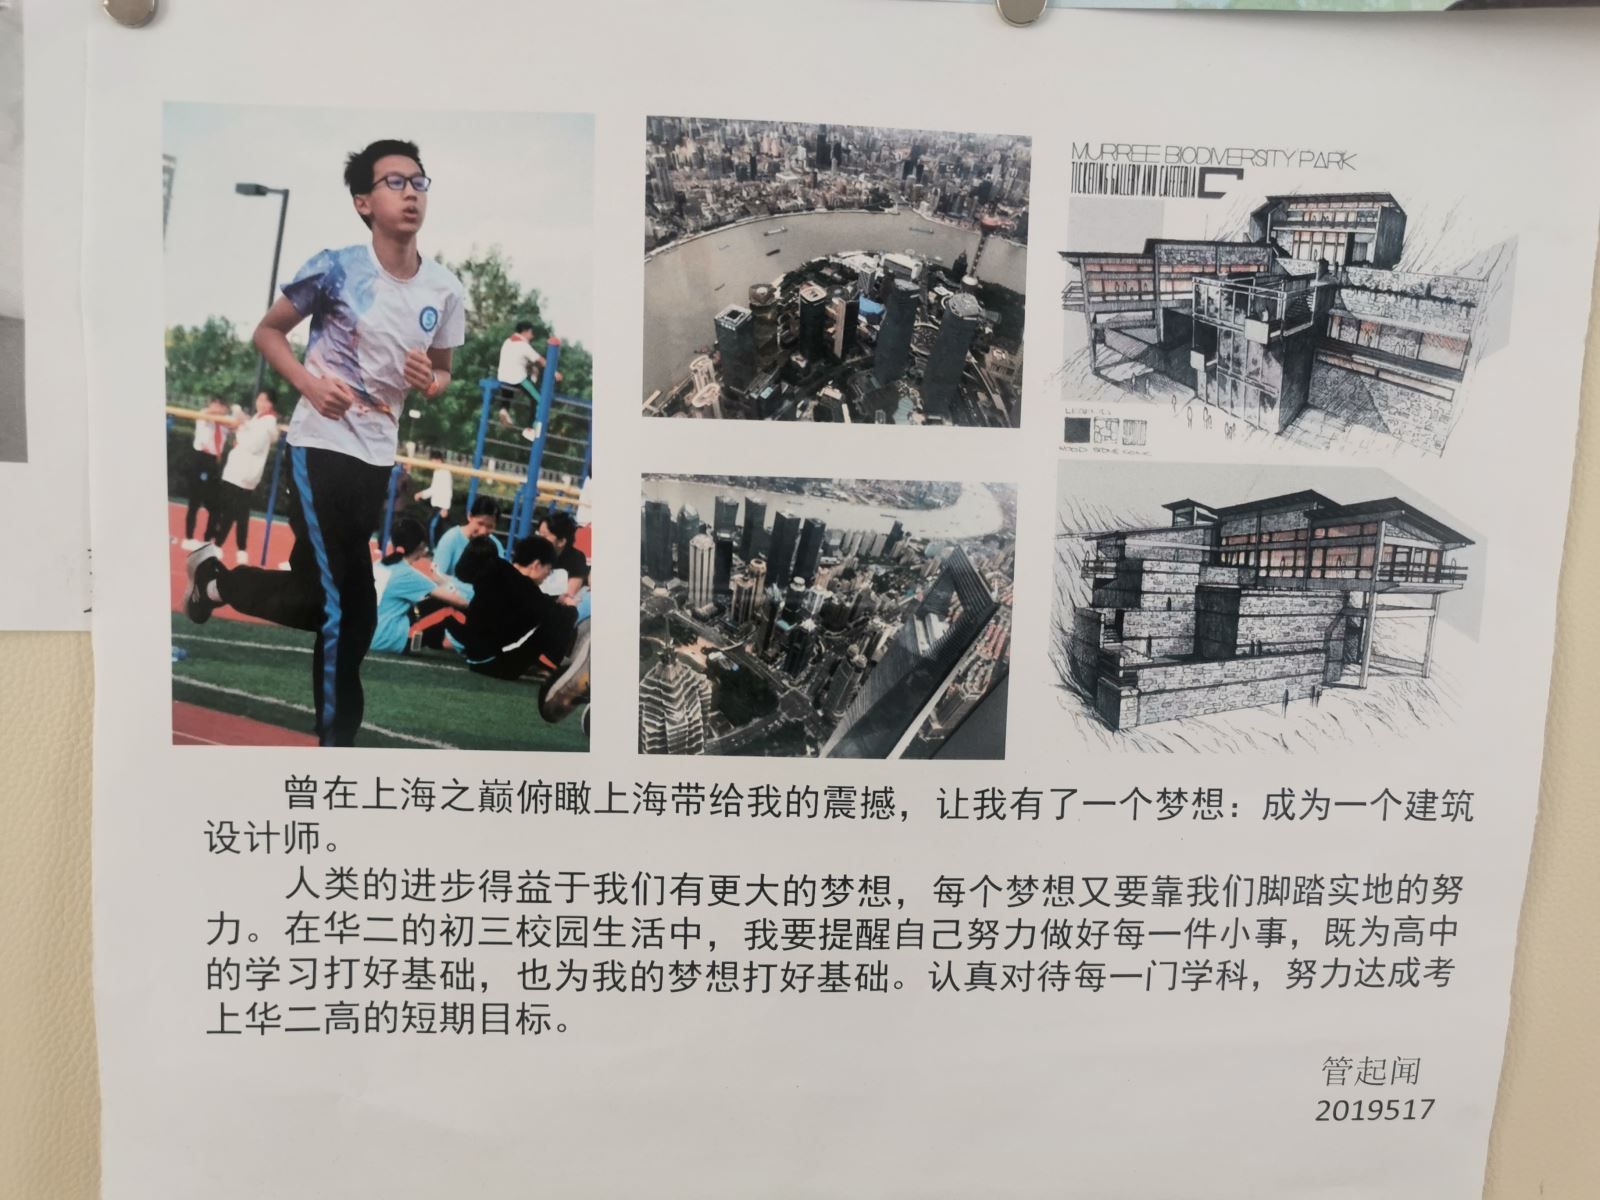 MURREE BIODIVERSITY PARK
TICKETING GALLERY AND CAFETERIA
曾在上海之巅俯瞰上海带给我的震撼，让我有了一个梦想：成为一个建筑
设计师。
人类的进步得益于我们有更大的梦想，每个梦想又要靠我们脚踏实地的努
力。在华二的初三校园生活中，我要提醒自己努力做好每一件小事，既为高中
的学习打好基础，也为我的梦想打好基础。认真对待每一门学科，努力达成考
上华二高的短期目标。
管起闻
2019517